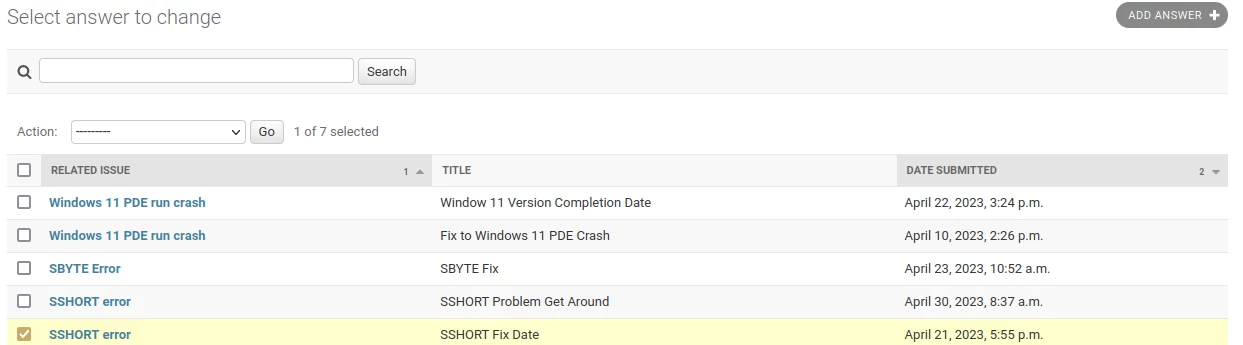 Select answer to change
ADD ANSWER +
Search
Action: --------- Go 1 of 7 selected
RELATED ISSUE 1 TITLE DATE SUBMITTED 2
Windows 11 PDE run crash Window 11 Version Completion Date April 22, 2023, 3:24 p.m.
Windows 11 PDE run crash Fix to Windows 11 PDE Crash April 10, 2023, 2:26 p.m.
SBYTE Error SBYTE Fix April 23, 2023, 10:52 a.m.
SSHORT error SSHORT Problem Get Around April 30, 2023, 8:37 a.m.
SSHORT error SSHORT Fix Date April 21, 2023, 5:55 p.m.